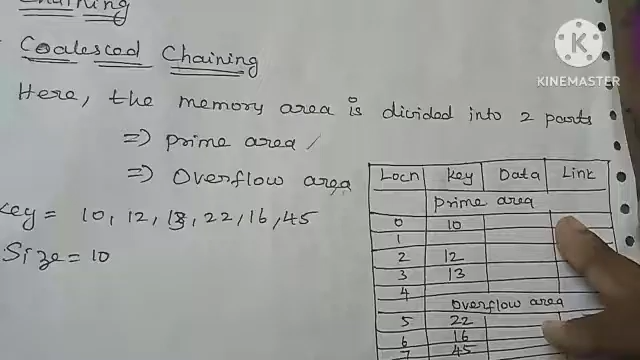 Chaining
Coalesced Chaining
Here, the memory area is divided into 2 parts
=> Prime area
=> Overflow area
Key = 10, 12, 13, 22, 16, 45
Size = 10
Locn Key Data Link
Prime area
0 10
1
2 12
3 13
4
Overflow area
5 22
6 16
7 45
K
KINEMASTER